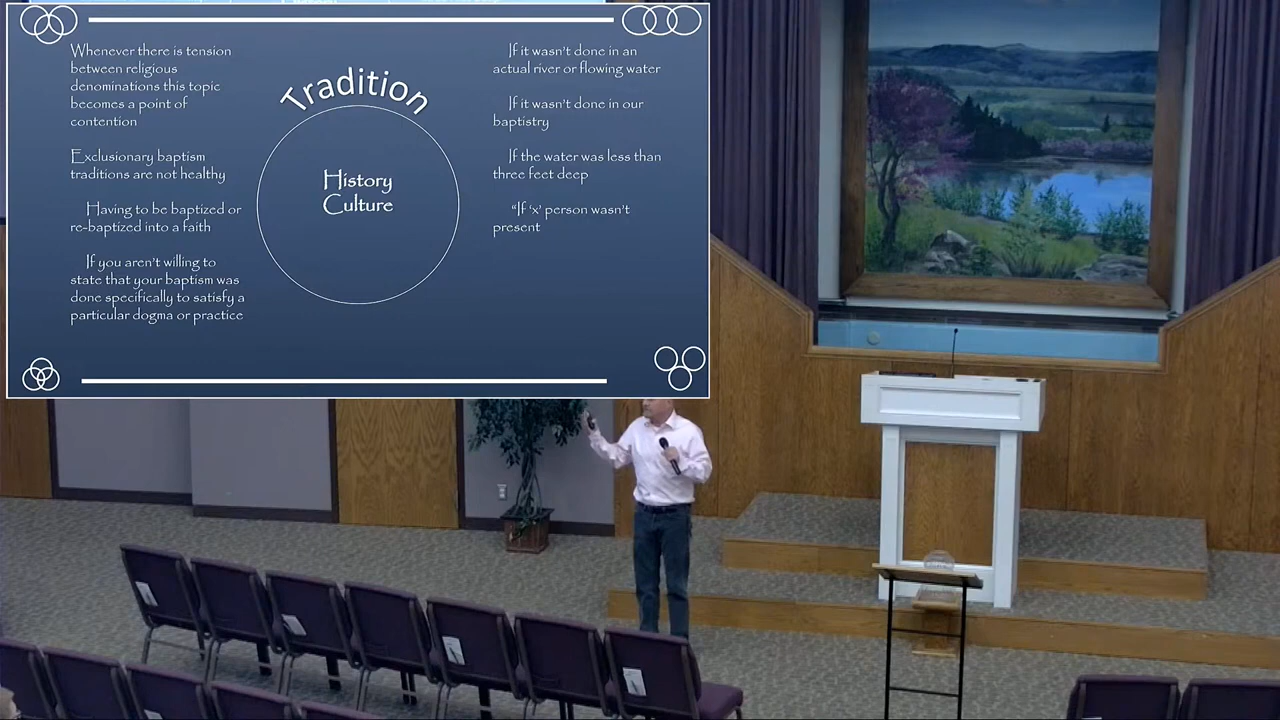 Whenever there is tension
between religious
denominations this topic
becomes a point of
contention
Exclusionary baptism
traditions are not healthy
Having to be baptized or
re-baptized into a faith
If you aren't willing to
state that your baptism was
done specifically to satisfy a
particular dogma or practice
Tradition
History
Culture
If it wasn't done in an
actual river or flowing water
If it wasn't done in our
baptistry
If the water was less than
three feet deep
"If 'x' person wasn't
present